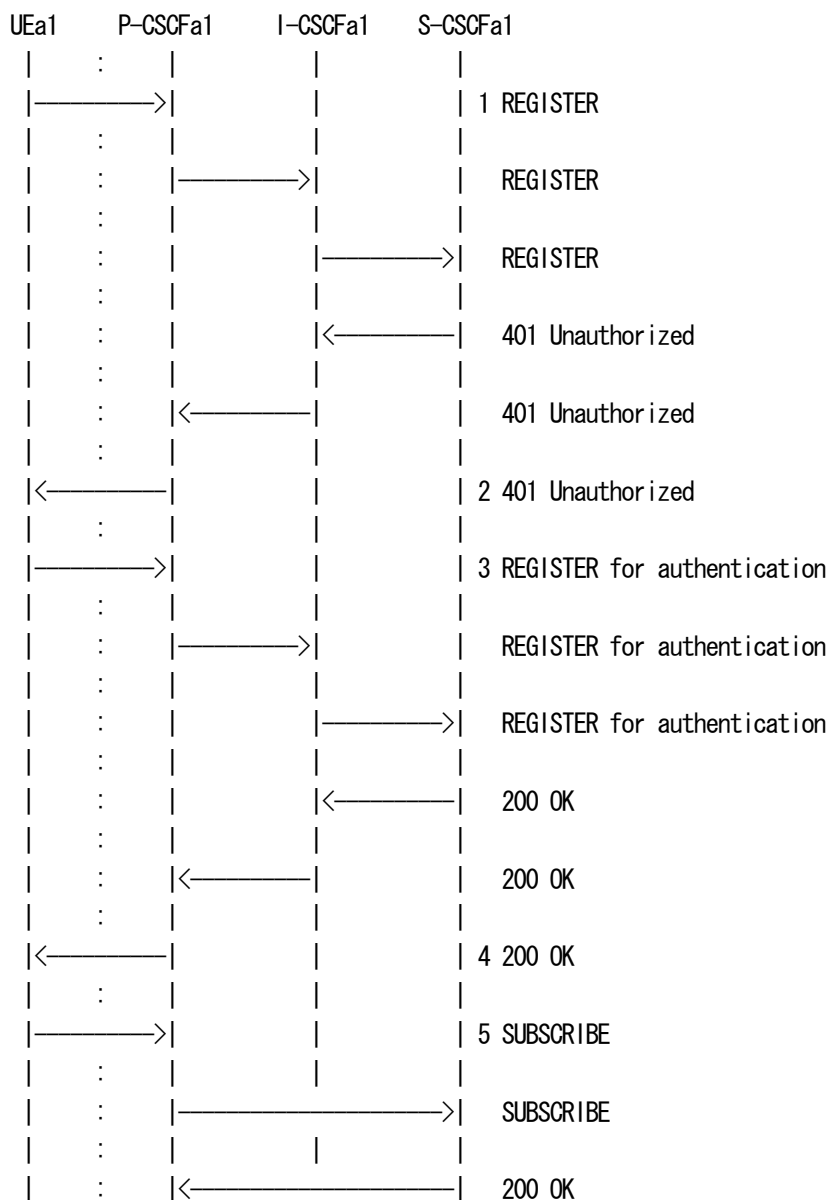 UEa1 P-CSCFa1 I-CSCFa1 S-CSCFa1
1 REGISTER
REGISTER
REGISTER
401 Unauthorized
401 Unauthorized
2 401 Unauthorized
3 REGISTER for authentication
REGISTER for authentication
REGISTER for authentication
200 OK
200 OK
4 200 OK
5 SUBSCRIBE
SUBSCRIBE
200 OK